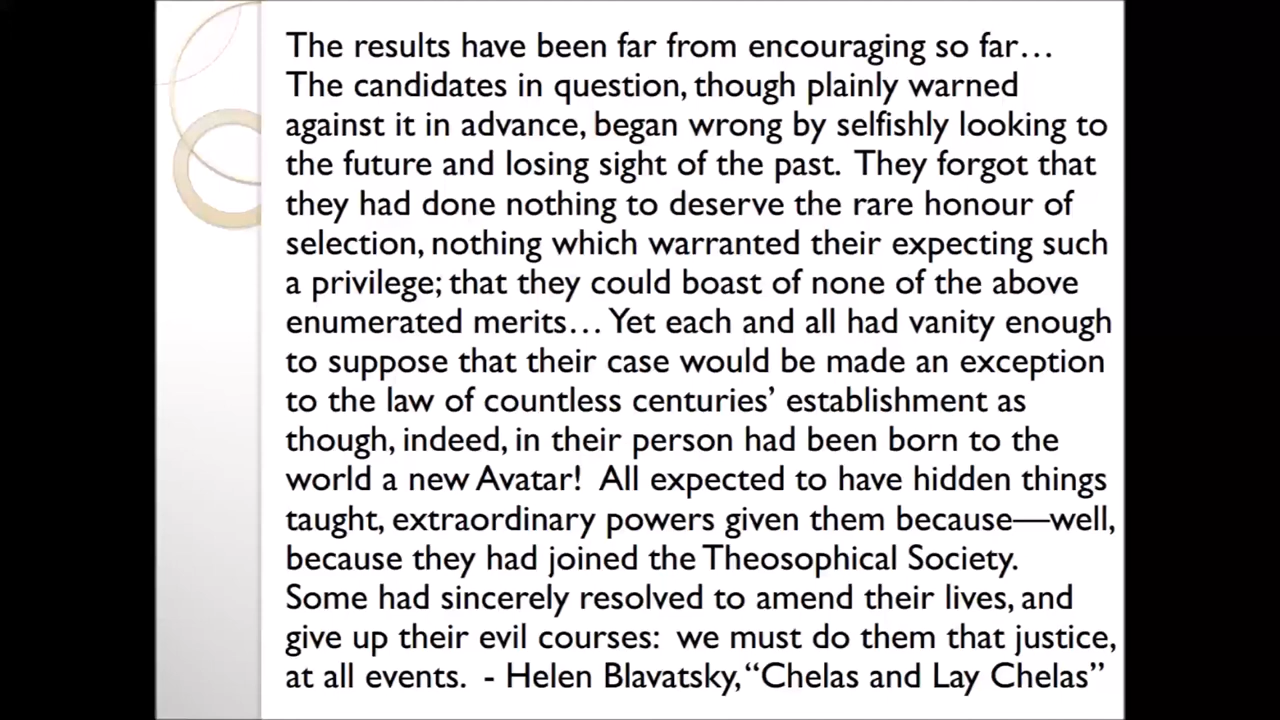 The results have been far from encouraging so far…
The candidates in question, though plainly warned
against it in advance, began wrong by selfishly looking to
the future and losing sight of the past.  They forgot that
they had done nothing to deserve the rare honour of
selection, nothing which warranted their expecting such
a privilege; that they could boast of none of the above
enumerated merits… Yet each and all had vanity enough
to suppose that their case would be made an exception
to the law of countless centuries’ establishment as
though, indeed, in their person had been born to the
world a new Avatar!  All expected to have hidden things
taught, extraordinary powers given them because—well,
because they had joined the Theosophical Society.
Some had sincerely resolved to amend their lives, and
give up their evil courses:  we must do them that justice,
at all events.  - Helen Blavatsky, “Chelas and Lay Chelas”